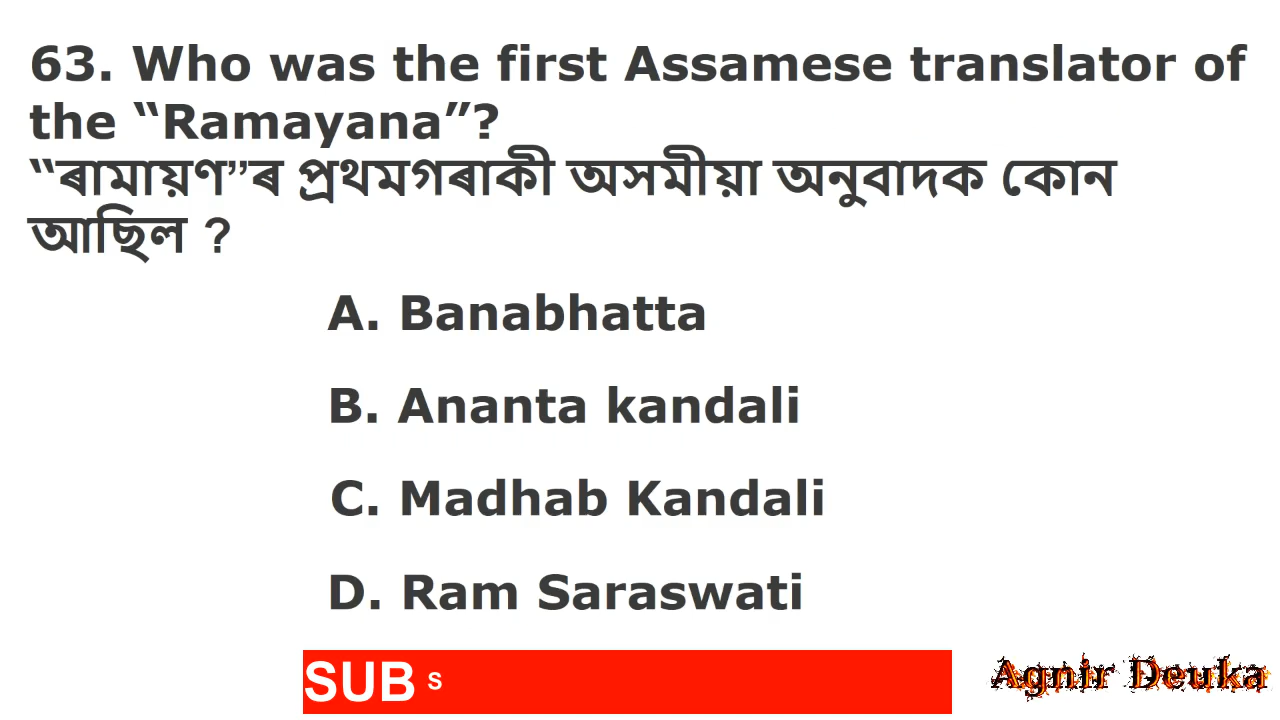 63. Who was the first Assamese translator of
the “Ramayana”?
“ৰামায়ণ”ৰ প্ৰথমগৰাকী অসমীয়া অনুবাদক কোন
আছিল ?
A. Banabhatta
B. Ananta kandali
C. Madhab Kandali
D. Ram Saraswati
SUB S
Agnir Deuka